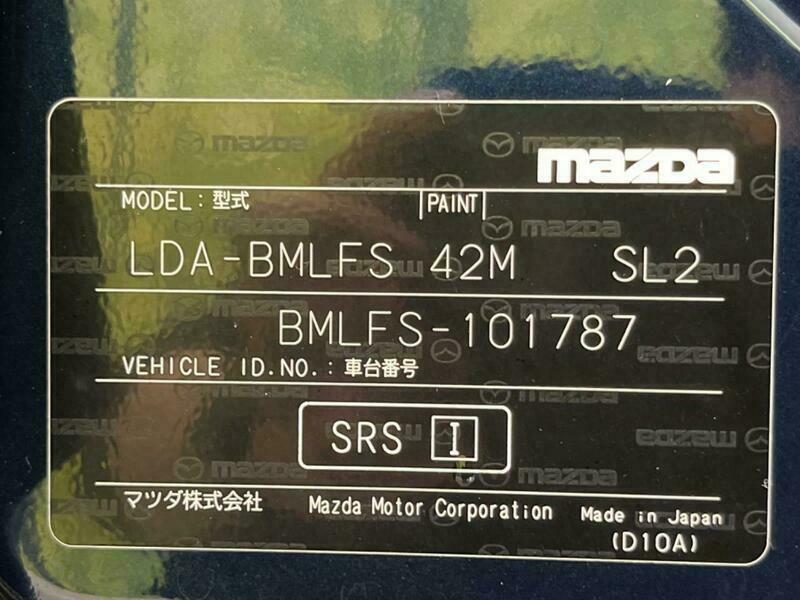 mazda
MODEL: 型式 PAINT
LDA-BMLFS 42M SL2
BMLFS-101787
VEHICLE ID.NO.: 車台番号
SRS I
マツダ株式会社 Mazda Motor Corporation Made in Japan
(D10A)